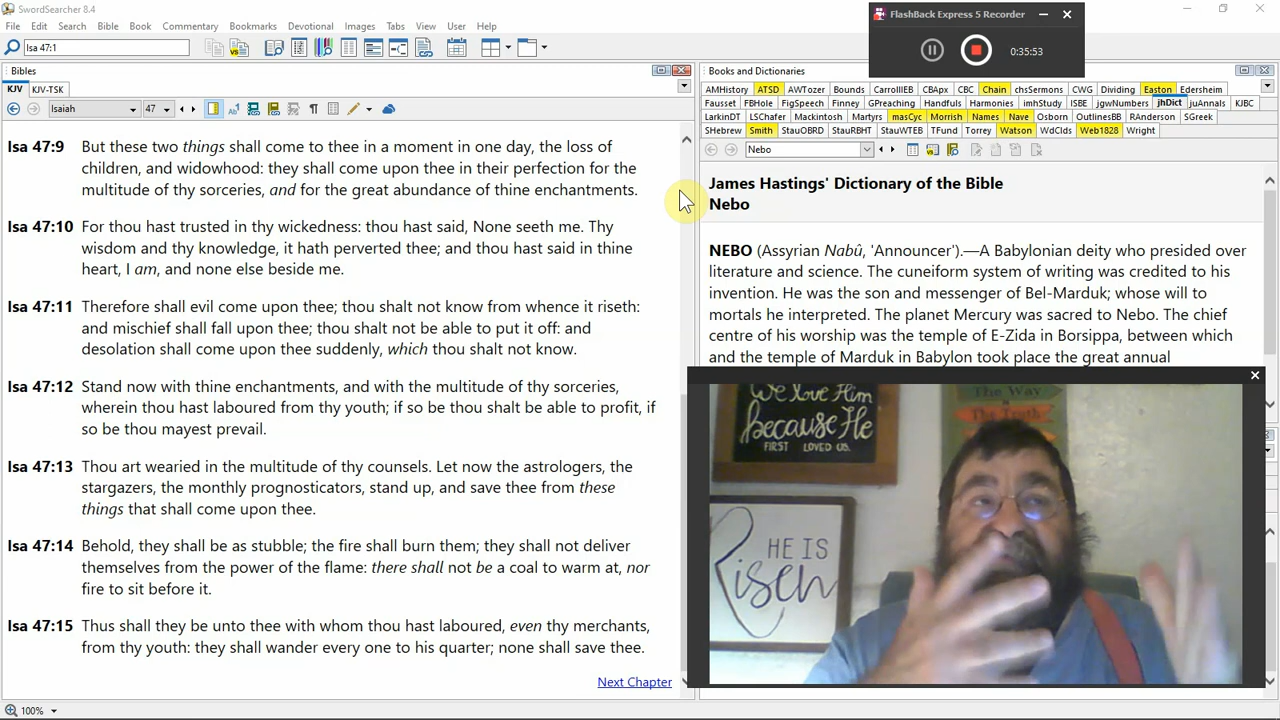 SwordSearcher 8.4
File Edit Search Bible Book Commentary Bookmarks Devotional Images Tabs View User Help
Isa 47:1
VS
Bibles
KJV KJV-TSK
Isaiah 47
Isa 47:9 But these two things shall come to thee in a moment in one day, the loss of
children, and widowhood: they shall come upon thee in their perfection for the
multitude of thy sorceries, and for the great abundance of thine enchantments.
Isa 47:10 For thou hast trusted in thy wickedness: thou hast said, None seeth me. Thy
wisdom and thy knowledge, it hath perverted thee; and thou hast said in thine
heart, I am, and none else beside me.
Isa 47:11 Therefore shall evil come upon thee; thou shalt not know from whence it riseth:
and mischief shall fall upon thee; thou shalt not be able to put it off: and
desolation shall come upon thee suddenly, which thou shalt not know.
Isa 47:12 Stand now with thine enchantments, and with the multitude of thy sorceries,
wherein thou hast laboured from thy youth; if so be thou shalt be able to profit, if
so be thou mayest prevail.
Isa 47:13 Thou art wearied in the multitude of thy counsels. Let now the astrologers, the
stargazers, the monthly prognosticators, stand up, and save thee from these
things that shall come upon thee.
Isa 47:14 Behold, they shall be as stubble; the fire shall burn them; they shall not deliver
themselves from the power of the flame: there shall not be a coal to warm at, nor
fire to sit before it.
Isa 47:15 Thus shall they be unto thee with whom thou hast laboured, even thy merchants,
from thy youth: they shall wander every one to his quarter; none shall save thee.
Next Chapter
100%
FlashBack Express 5 Recorder
0:35:53
Books and Dictionaries
AMHistory ATSD AWTozer Bounds CarrollIEB CBApx CBC Chain chsSermons CWG Dividing Easton Edersheim
Fausset FBHole FigSpeech Finney GPreaching Handfuls Harmonies imhStudy ISBE jgwNumbers jhDict juAnnals KJBC
LarkinDT LSChafer Mackintosh Martyrs masCyc Morrish Names Nave Osborn OutlinesBB RAnderson SGreek
SHebrew Smith StauOBRD StauRBHT StauWTEB TFund Torrey Watson WdClds Web1828 Wright
Nebo
James Hastings' Dictionary of the Bible
Nebo
NEBO (Assyrian Nabû, 'Announcer').—A Babylonian deity who presided over
literature and science. The cuneiform system of writing was credited to his
invention. He was the son and messenger of Bel-Marduk; whose will to
mortals he interpreted. The planet Mercury was sacred to Nebo. The chief
centre of his worship was the temple of E-Zida in Borsippa, between which
and the temple of Marduk in Babylon took place the great annual
We love Him
because He
FIRST LOVED US.
The Way
The Truth
HE IS
Risen